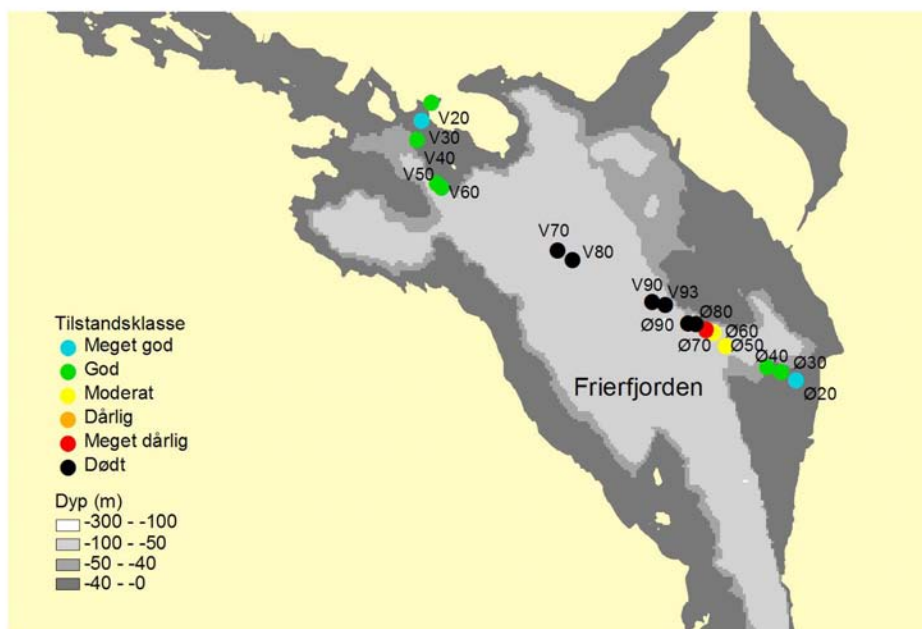 V20
V30
V40
V50
V60
V70
V80
V90
V93
Ø80
Ø90
Ø60
Ø70
Ø50
Ø40
Ø30
Ø20
Frierfjorden
Tilstandsklasse
Meget god
God
Moderat
Dårlig
Meget dårlig
Dødt
Dyp (m)
-300 - -100
-100 - -50
-50 - -40
-40 - -0